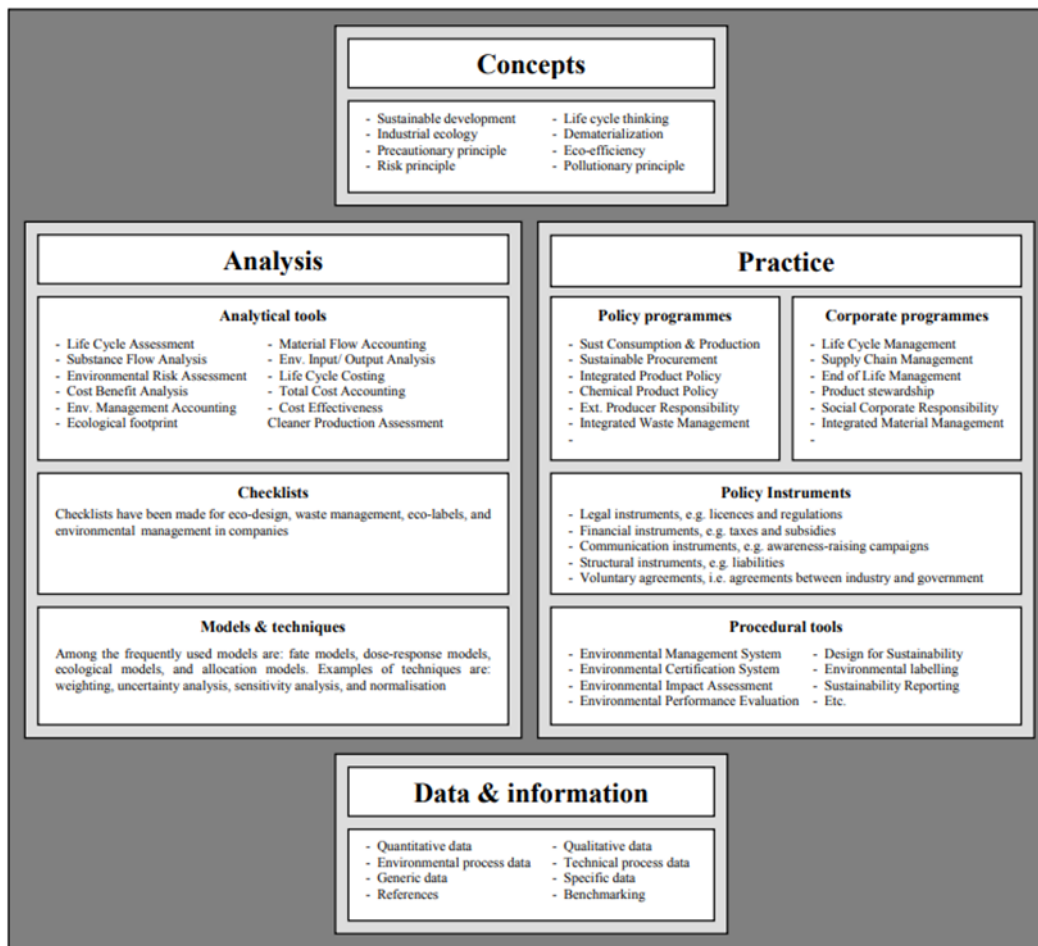 Concepts
- Sustainable development
- Industrial ecology
- Precautionary principle
- Risk principle
- Life cycle thinking
- Dematerialization
- Eco-efficiency
- Pollutionary principle
Analysis
Analytical tools
- Life Cycle Assessment
- Substance Flow Analysis
- Environmental Risk Assessment
- Cost Benefit Analysis
- Env. Management Accounting
- Ecological footprint
- Material Flow Accounting
- Env. Input/ Output Analysis
- Life Cycle Costing
- Total Cost Accounting
- Cost Effectiveness
Cleaner Production Assessment
Checklists
Checklists have been made for eco-design, waste management, eco-labels, and
environmental management in companies
Models & techniques
Among the frequently used models are: fate models, dose-response models,
ecological models, and allocation models. Examples of techniques are:
weighting, uncertainty analysis, sensitivity analysis, and normalisation
Practice
Policy programmes
- Sust Consumption & Production
- Sustainable Procurement
- Integrated Product Policy
- Chemical Product Policy
- Ext. Producer Responsibility
- Integrated Waste Management
-
Corporate programmes
- Life Cycle Management
- Supply Chain Management
- End of Life Management
- Product stewardship
- Social Corporate Responsibility
- Integrated Material Management
-
Policy Instruments
- Legal instruments, e.g. licences and regulations
- Financial instruments, e.g. taxes and subsidies
- Communication instruments, e.g. awareness-raising campaigns
- Structural instruments, e.g. liabilities
- Voluntary agreements, i.e. agreements between industry and government
Procedural tools
- Environmental Management System
- Environmental Certification System
- Environmental Impact Assessment
- Environmental Performance Evaluation
- Design for Sustainability
- Environmental labelling
- Sustainability Reporting
- Etc.
Data & information
- Quantitative data
- Environmental process data
- Generic data
- References
- Qualitative data
- Technical process data
- Specific data
- Benchmarking